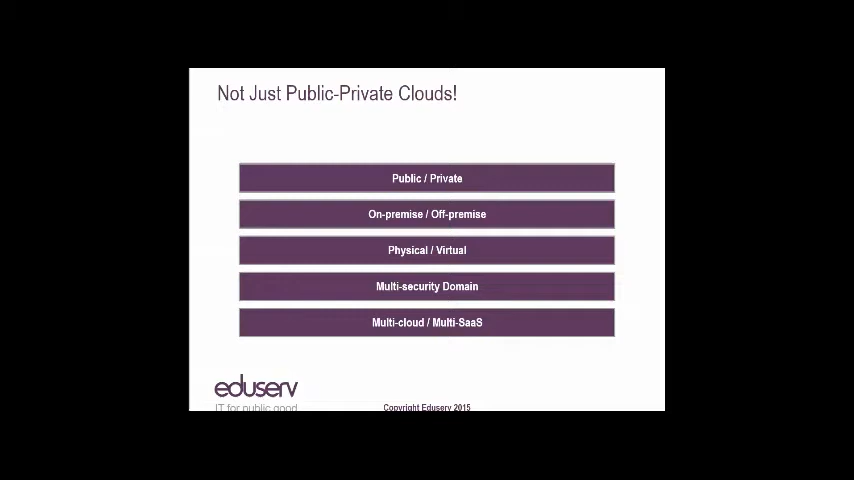 Not Just Public-Private Clouds!
Public / Private
On-premise / Off-premise
Physical / Virtual
Multi-security Domain
Multi-cloud / Multi-SaaS
eduserv
IT for public good
Copyright Eduserv 2015